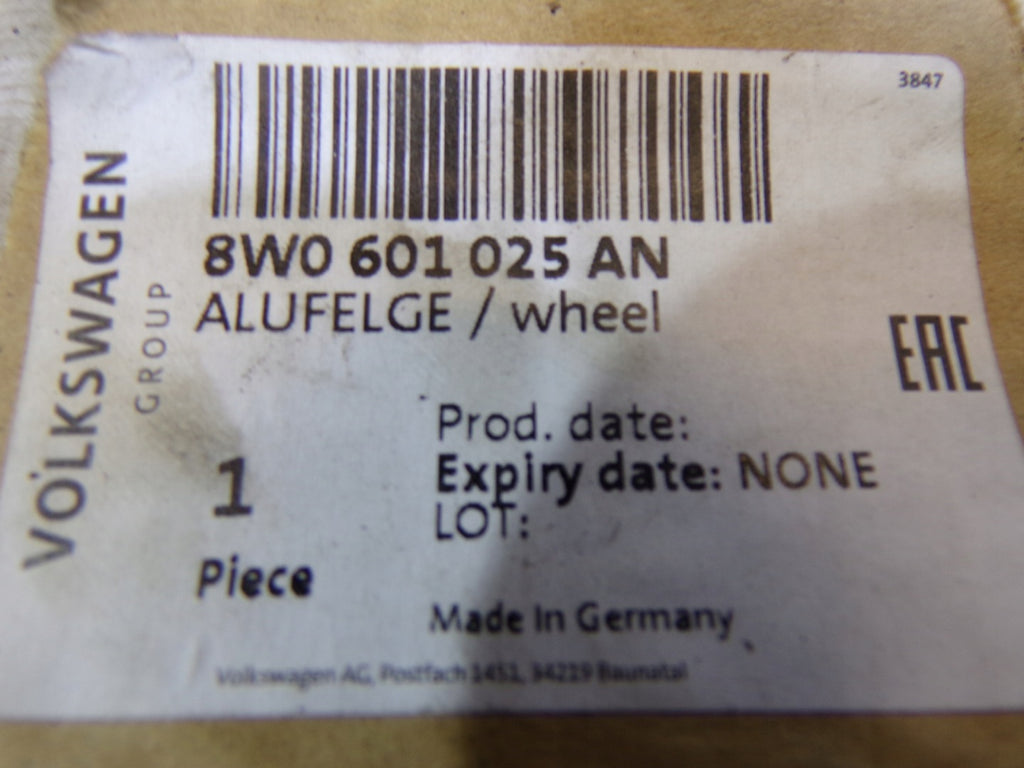 3847
VOLKSWAGEN
GROUP
8W0 601 025 AN
ALUFELGE / wheel
EAC
Prod. date:
Expiry date: NONE
LOT:
1
Piece
Made In Germany
Volkswagen AG, Postfach 1451, 34219 Baunatal